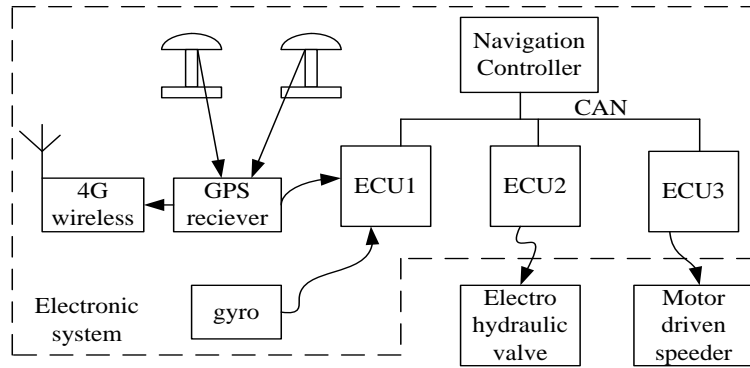 Navigation
Controller
CAN
4G
wireless
GPS
reciever
ECU1
ECU2
ECU3
gyro
Electronic
system
Electro
hydraulic
valve
Motor
driven
speeder